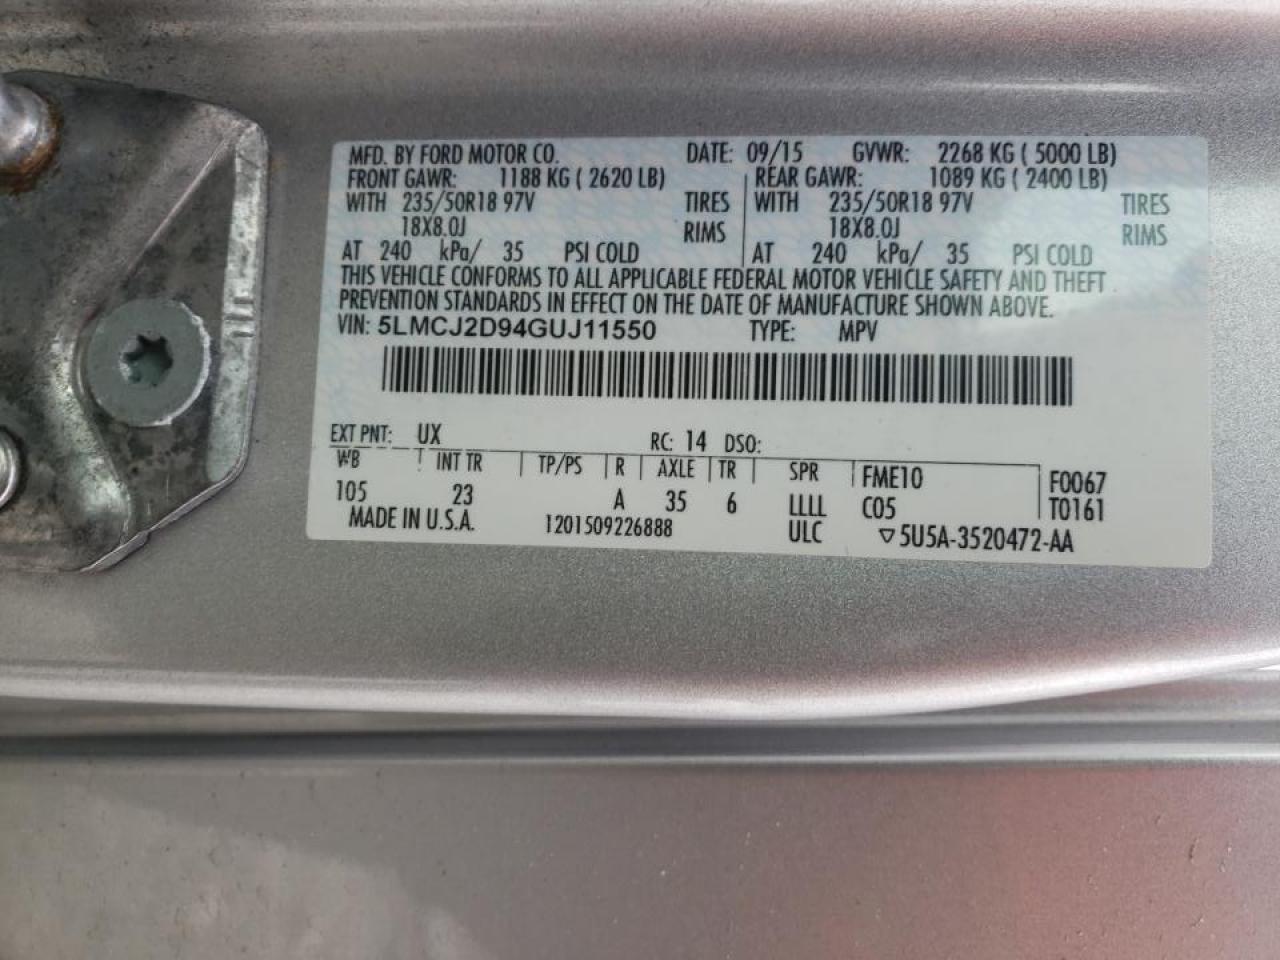 MFD. BY FORD MOTOR CO. DATE: 09/15 GVWR: 2268 KG ( 5000 LB)
FRONT GAWR: 1188 KG ( 2620 LB) REAR GAWR: 1089 KG ( 2400 LB)
WITH 235/50R18 97V TIRES WITH 235/50R18 97V TIRES
18X8.0J RIMS 18X8.0J RIMS
AT 240 kPa/ 35 PSI COLD AT 240 kPa/ 35 PSI COLD
THIS VEHICLE CONFORMS TO ALL APPLICABLE FEDERAL MOTOR VEHICLE SAFETY AND THEFT
PREVENTION STANDARDS IN EFFECT ON THE DATE OF MANUFACTURE SHOWN ABOVE.
VIN: 5LMCJ2D94GUJ11550 TYPE: MPV
EXT PNT: UX RC: 14 DSO:
WB INT TR TP/PS R AXLE TR SPR FME10 F0067
105 23 A 35 6 LLLL C05 T0161
MADE IN U.S.A. 1201509226888 ULC ▽5U5A-3520472-AA